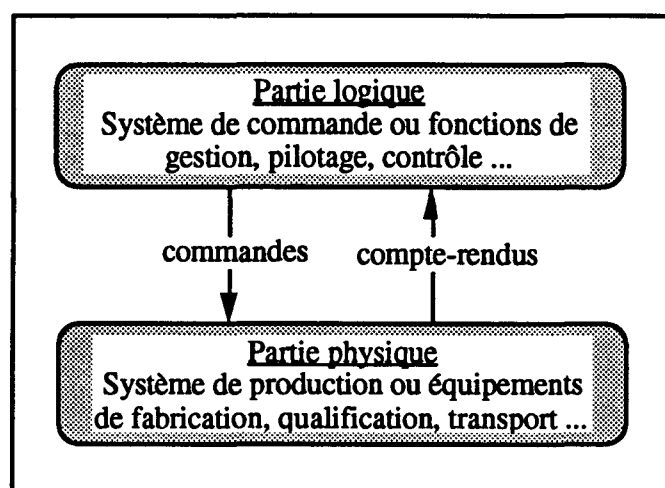 Partie logique
Système de commande ou fonctions de
gestion, pilotage, contrôle ...
commandes
compte-rendus
Partie physique
Système de production ou équipements
de fabrication, qualification, transport ...